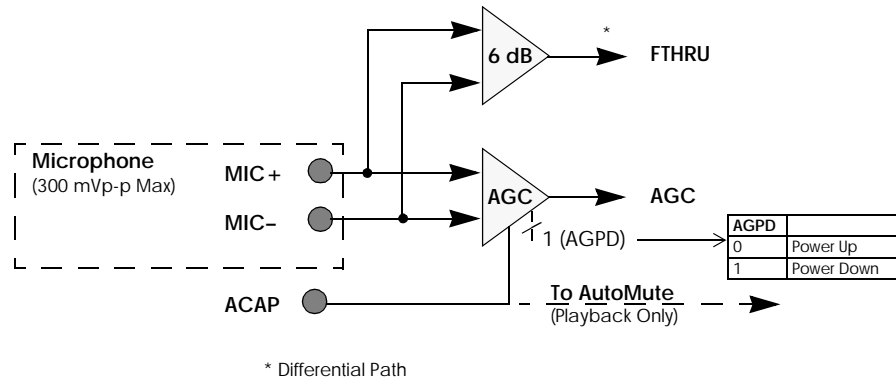 *
6 dB
FTHRU
Microphone
(300 mVp-p Max)
MIC+
MIC–
AGC
AGC
1 (AGPD)
AGPD
0 Power Up
1 Power Down
ACAP
To AutoMute
(Playback Only)
* Differential Path